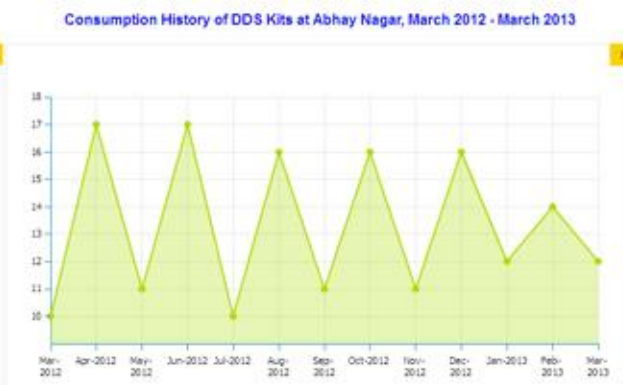 Consumption History of DDS Kits at Abhay Nagar, March 2012 - March 2013
18
17
16
15
14
13
12
11
10
Mar-
2012
Apr-2012
May-
2012
Jun-2012
Jul-2012
Aug-
2012
Sep-
2012
Oct-2012
Nov-
2012
Dec-
2012
Jan-2013
Feb-
2013
Mar-
2013